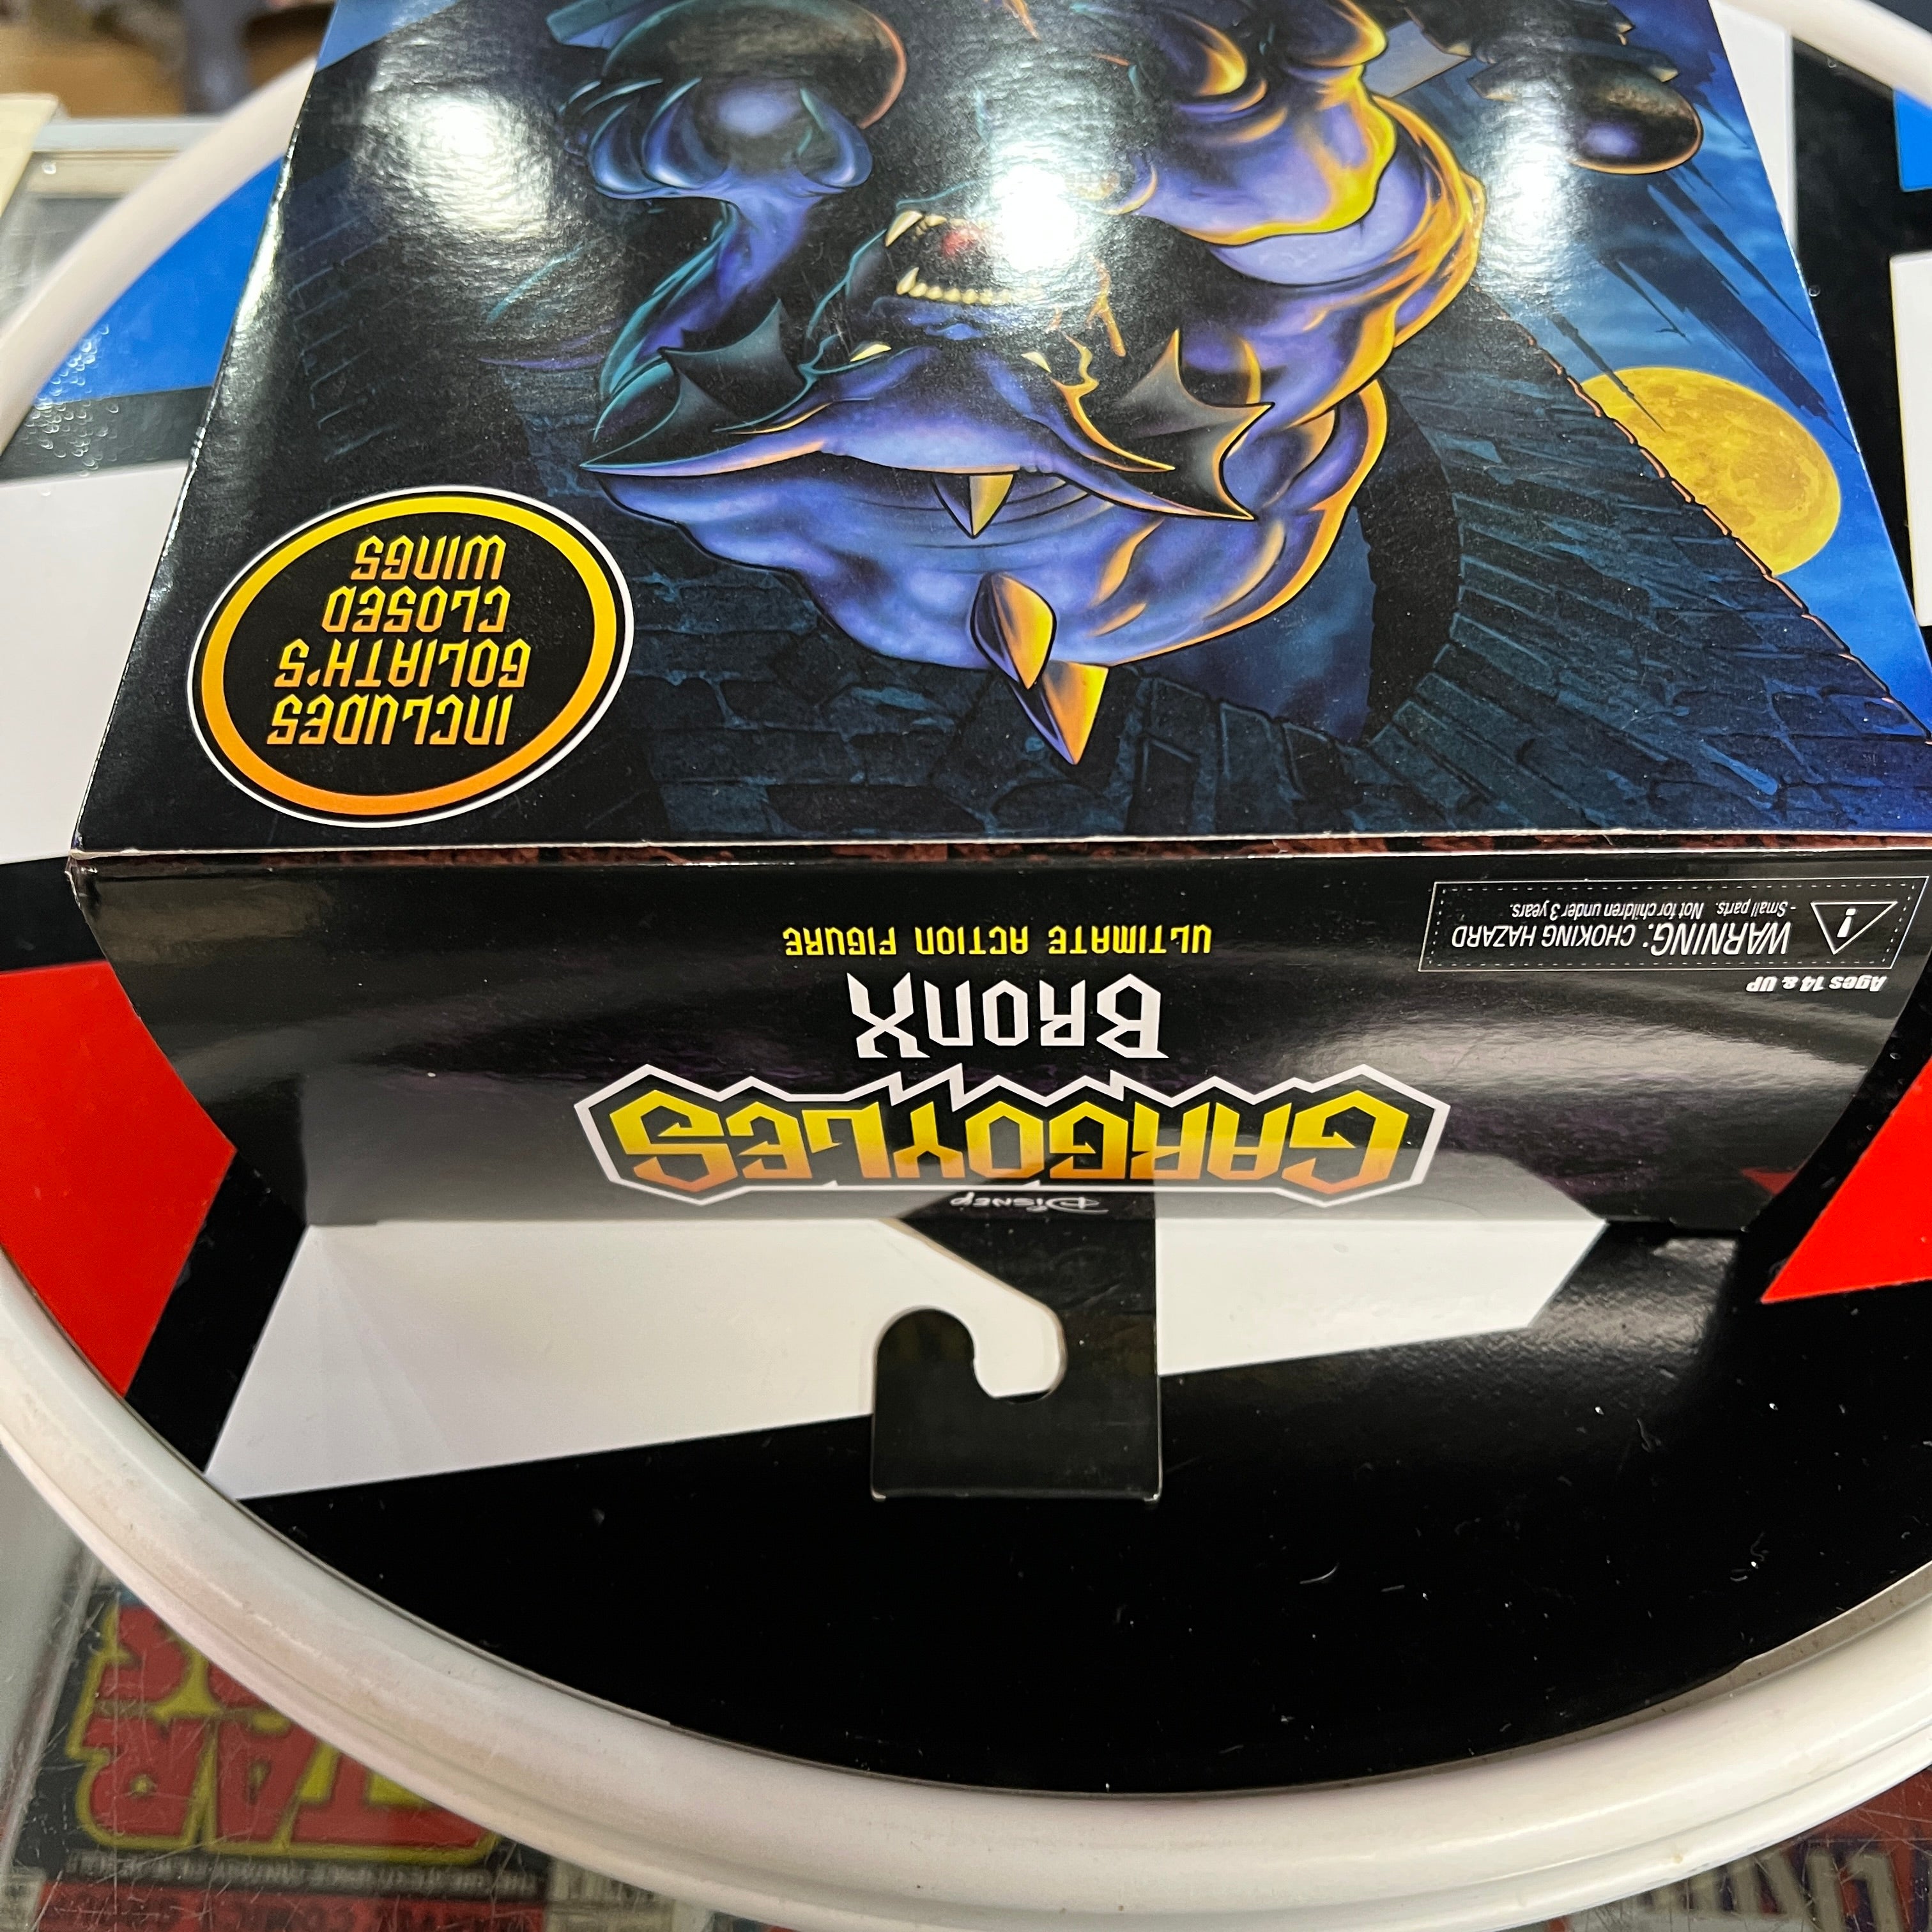 Disney
GARGOYLES
BRONX
ULTIMATE ACTION FIGURE
Ages 14 & UP
WARNING: CHOKING HAZARD
- Small parts. Not for children under 3 years.
INCLUDES
GOLIATH'S
CLOSED
WINGS